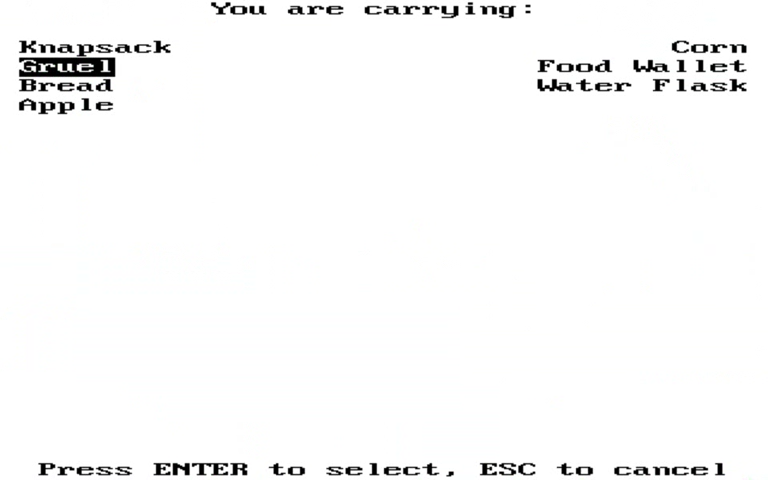 You are carrying:
Knapsack Corn
Gruel Food Wallet
Bread Water Flask
Apple
Press ENTER to select, ESC to cancel